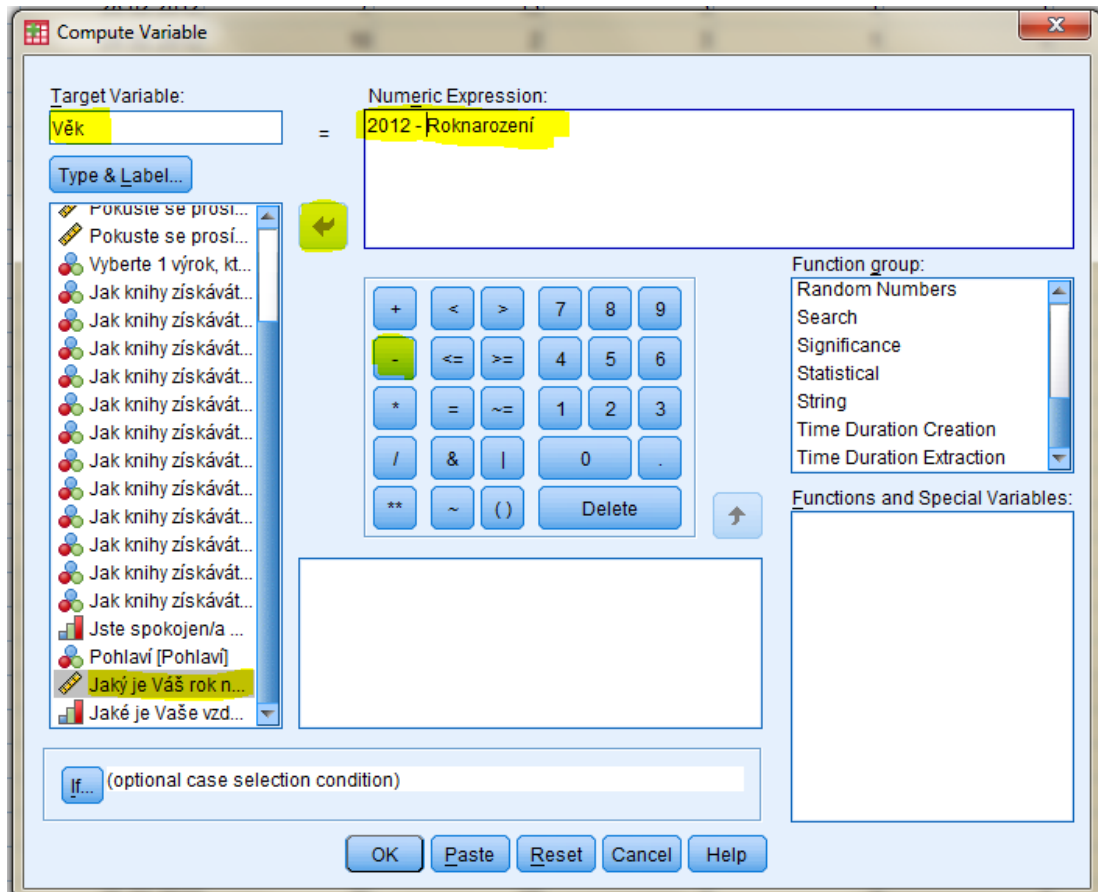 Compute Variable
Target Variable:
Věk
Type & Label...
=
Numeric Expression:
2012 - Roknarození
Pokuste se prosí...
Pokuste se prosí...
Vyberte 1 výrok, kt...
Jak knihy získávát...
Jak knihy získávát...
Jak knihy získávát...
Jak knihy získávát...
Jak knihy získávát...
Jak knihy získávát...
Jak knihy získávát...
Jak knihy získávát...
Jak knihy získávát...
Jak knihy získávát...
Jak knihy získávát...
Jak knihy získávát...
Jste spokojen/a ...
Pohlaví [Pohlaví]
Jaký je Váš rok n...
Jaké je Vaše vzd...
+ < > 7 8 9
- <= >= 4 5 6
* = ~= 1 2 3
/ & | 0 .
** ~ ( ) Delete
Function group:
Random Numbers
Search
Significance
Statistical
String
Time Duration Creation
Time Duration Extraction
Functions and Special Variables:
If... (optional case selection condition)
OK Paste Reset Cancel Help